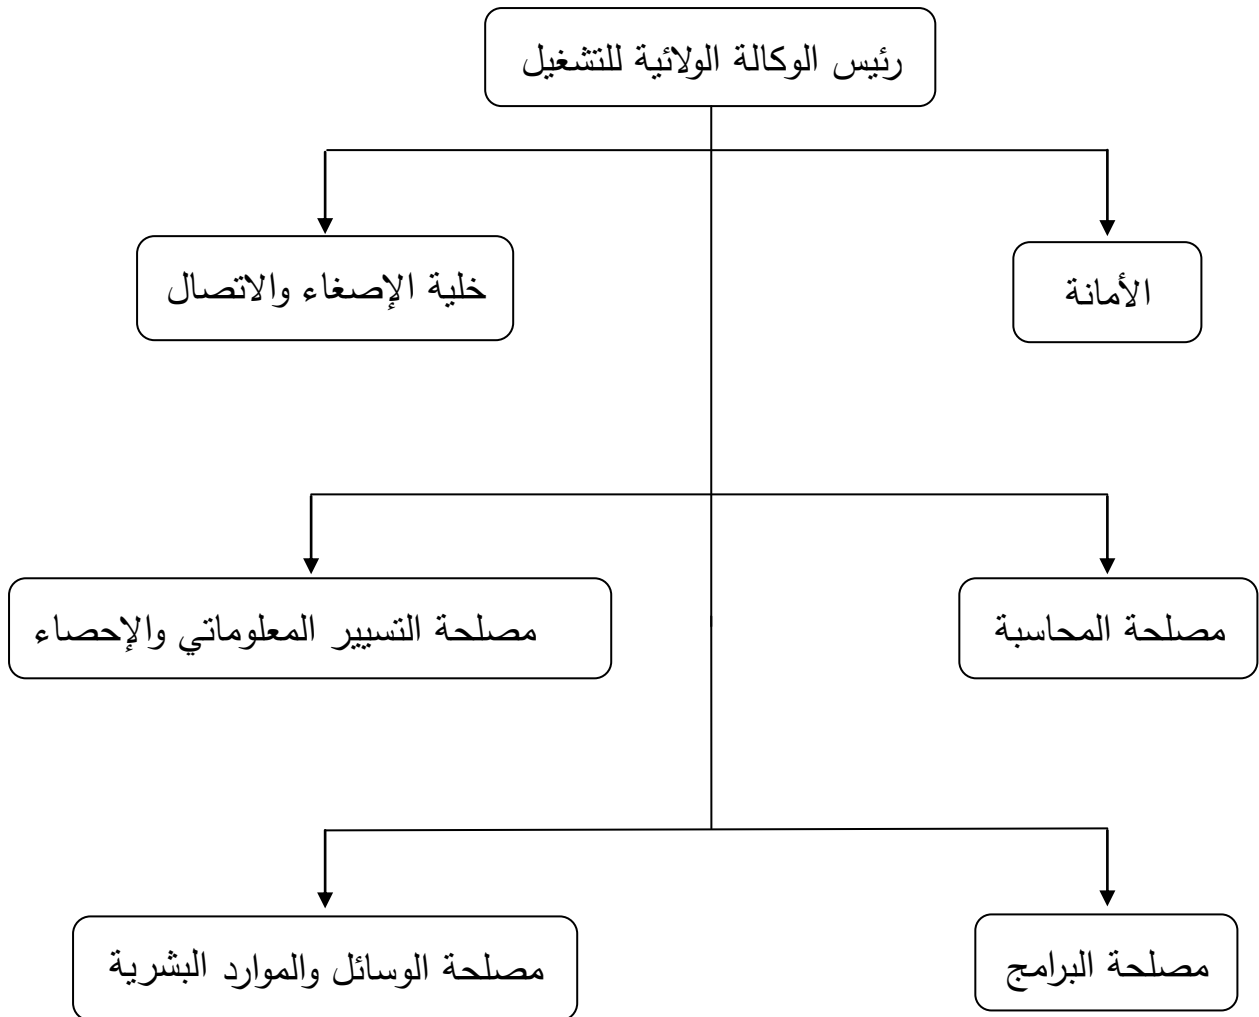 رئيس الوكالة الولائية للتشغيل
الأمانة
خلية الإصغاء والاتصال
مصلحة المحاسبة
مصلحة التسيير المعلوماتي والإحصاء
مصلحة البرامج
مصلحة الوسائل والموارد البشرية